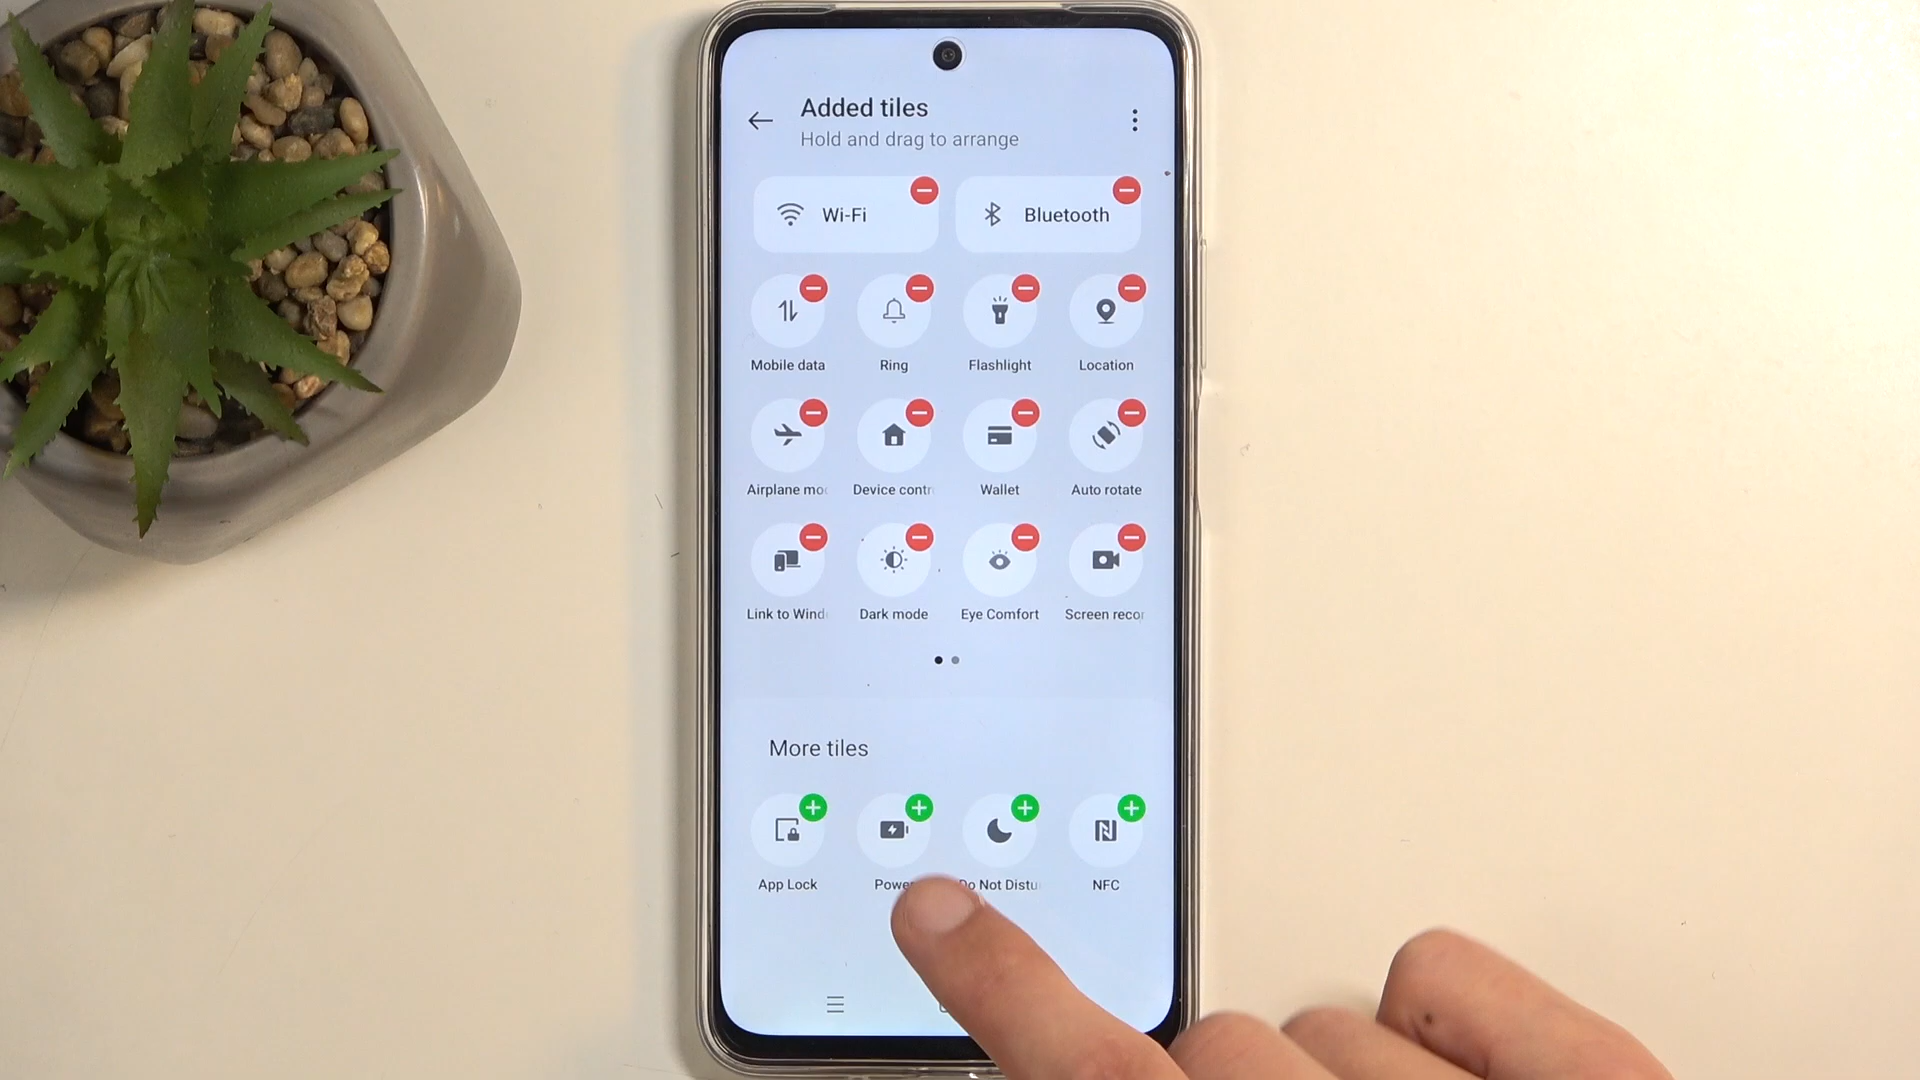 Added tiles
Hold and drag to arrange
Wi-Fi
Bluetooth
Mobile data
Ring
Flashlight
Location
Airplane mo
Device contr
Wallet
Auto rotate
Link to Wind
Dark mode
Eye Comfort
Screen recor
More tiles
App Lock
Power
Do Not Distu
NFC